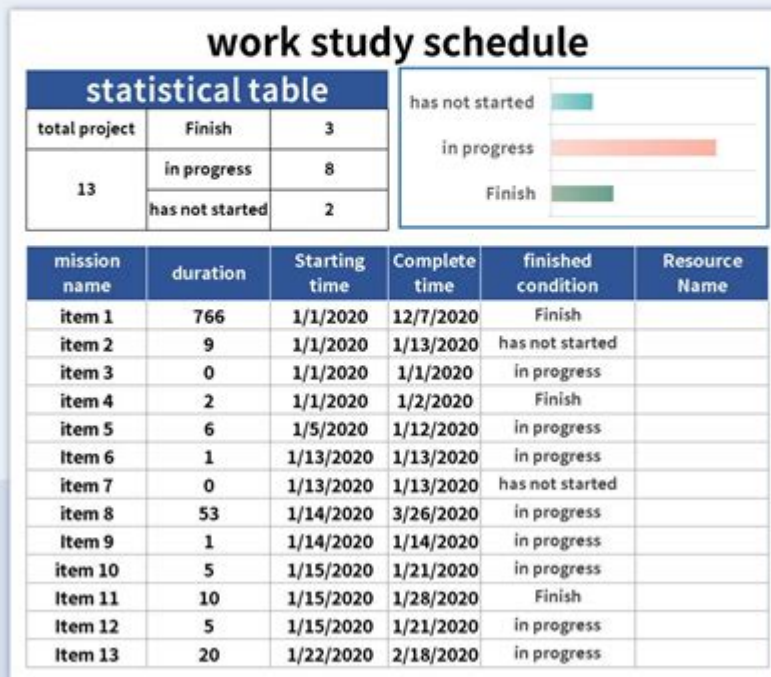 work study schedule
statistical table
total project Finish 3
13 in progress 8
has not started 2
has not started
in progress
Finish
mission name duration Starting time Complete time finished condition Resource Name
item 1 766 1/1/2020 12/7/2020 Finish
item 2 9 1/1/2020 1/13/2020 has not started
item 3 0 1/1/2020 1/1/2020 in progress
item 4 2 1/1/2020 1/2/2020 Finish
item 5 6 1/5/2020 1/12/2020 in progress
Item 6 1 1/13/2020 1/13/2020 in progress
item 7 0 1/13/2020 1/13/2020 has not started
item 8 53 1/14/2020 3/26/2020 in progress
Item 9 1 1/14/2020 1/14/2020 in progress
item 10 5 1/15/2020 1/21/2020 in progress
Item 11 10 1/15/2020 1/28/2020 Finish
Item 12 5 1/15/2020 1/21/2020 in progress
Item 13 20 1/22/2020 2/18/2020 in progress